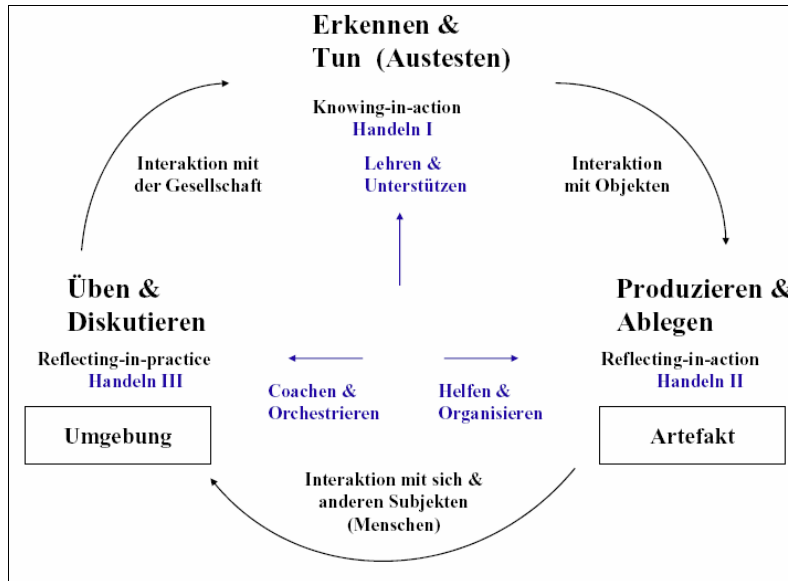 Erkennen &
Tun (Austesten)
Knowing-in-action
Handeln I
Lehren &
Unterstützen
Interaktion mit
der Gesellschaft
Interaktion
mit Objekten
Üben &
Diskutieren
Reflecting-in-practice
Handeln III
Umgebung
Coachen &
Orchestrieren
Helfen &
Organisieren
Produzieren &
Ablegen
Reflecting-in-action
Handeln II
Artefakt
Interaktion mit sich &
anderen Subjekten
(Menschen)